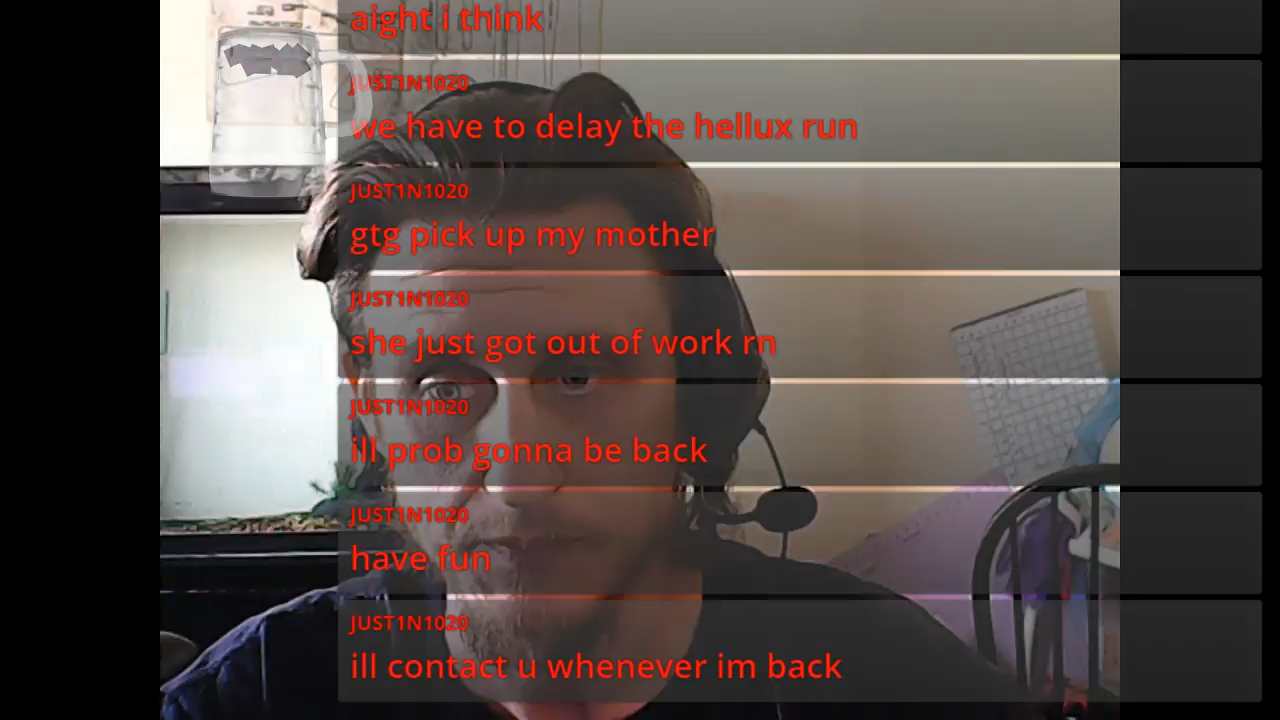 aight i think
JUST1N1020
we have to delay the hellux run
JUST1N1020
gtg pick up my mother
JUST1N1020
she just got out of work rn
JUST1N1020
ill prob gonna be back
JUST1N1020
have fun
JUST1N1020
ill contact u whenever im back